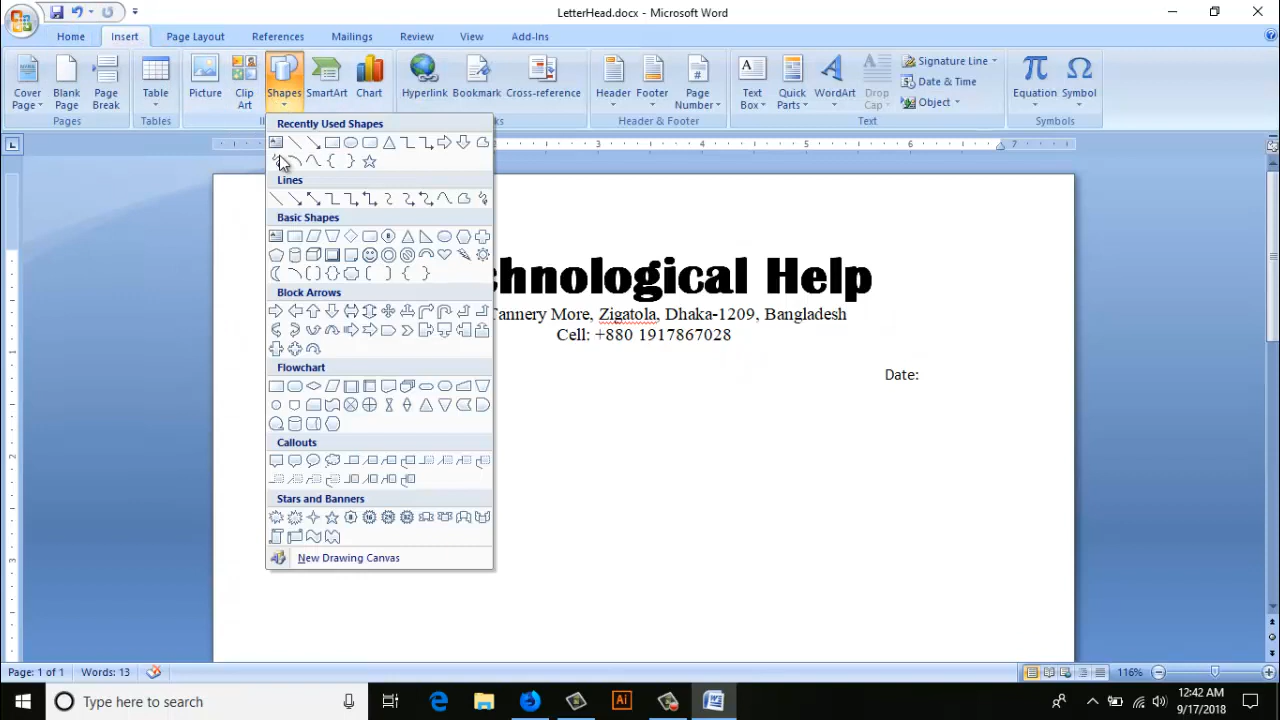 LetterHead.docx - Microsoft Word
Home Insert Page Layout References Mailings Review View Add-Ins
Cover Page Blank Page Page Break Table Picture Clip Art Shapes SmartArt Chart Hyperlink Bookmark Cross-reference Header Footer Page Number Text Box Quick Parts WordArt Drop Cap Signature Line Date & Time Object Equation Symbol
Pages Tables Header & Footer Text Symbols
Recently Used Shapes
Lines
Basic Shapes
Block Arrows
Flowchart
Callouts
Stars and Banners
New Drawing Canvas
7
1
2
3
Help
Tannery More, Zigatola, Dhaka-1209, Bangladesh
Cell: +880 1917867028
Date:
Page: 1 of 1 Words: 13 116%
Type here to search
12:42 AM
9/17/2018